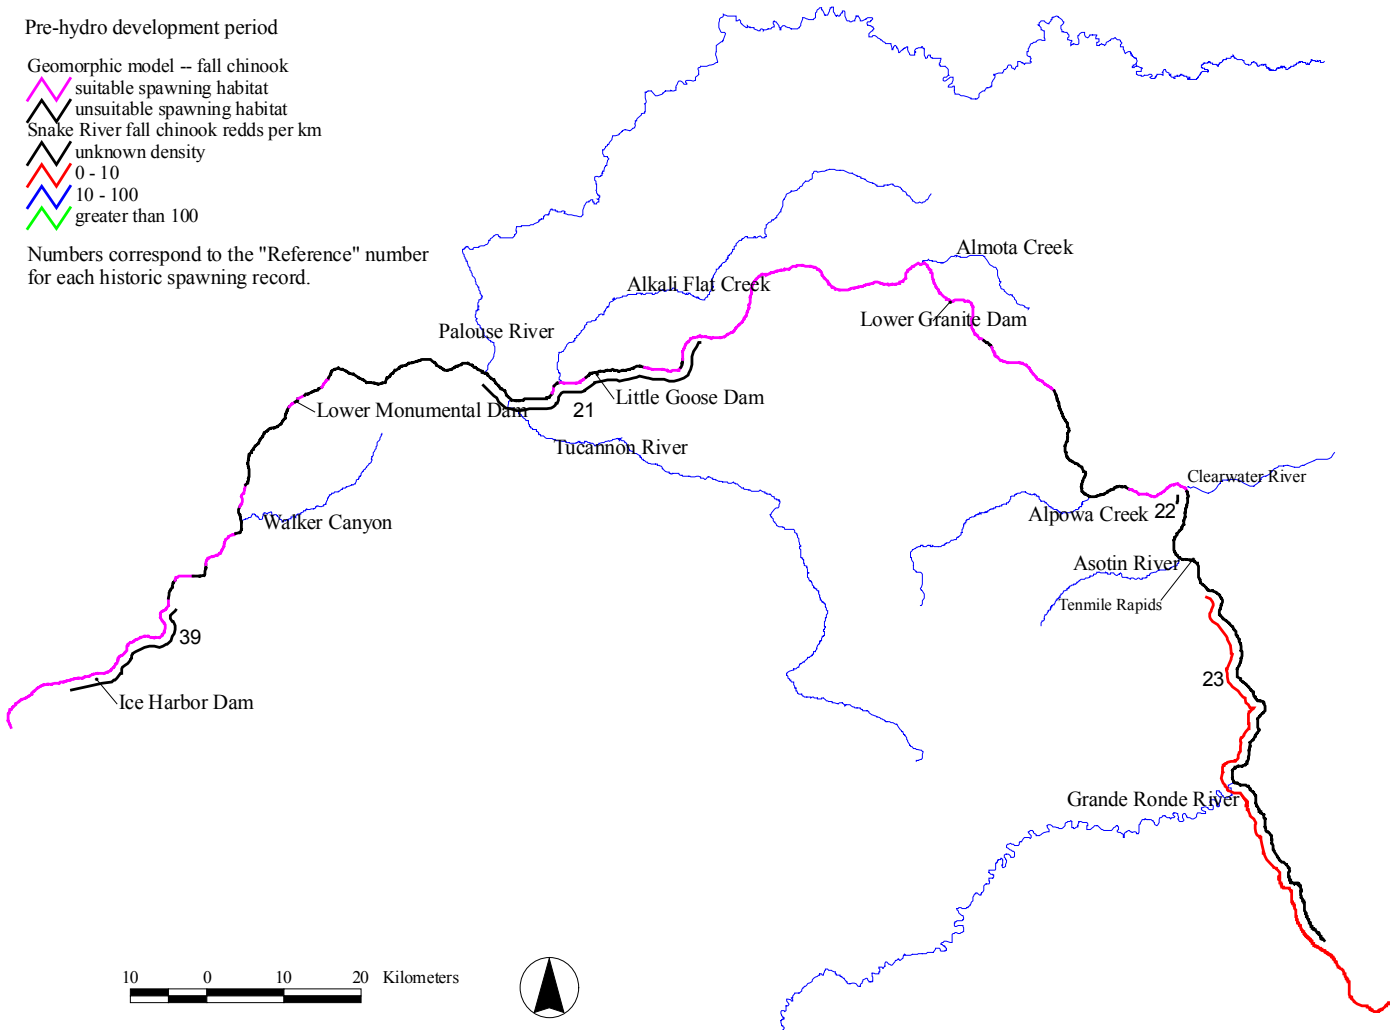 Pre-hydro development period
Geomorphic model -- fall chinook
suitable spawning habitat
unsuitable spawning habitat
Snake River fall chinook redds per km
unknown density
0 - 10
10 - 100
greater than 100
Numbers correspond to the "Reference" number
for each historic spawning record.
Almota Creek
Alkali Flat Creek
Lower Granite Dam
Palouse River
Little Goose Dam
Lower Monumental Dam
21
Tucannon River
Clearwater River
Walker Canyon
Alpowa Creek
22
Asotin River
Tenmile Rapids
39
23
Ice Harbor Dam
Grande Ronde River
10 0 10 20 Kilometers